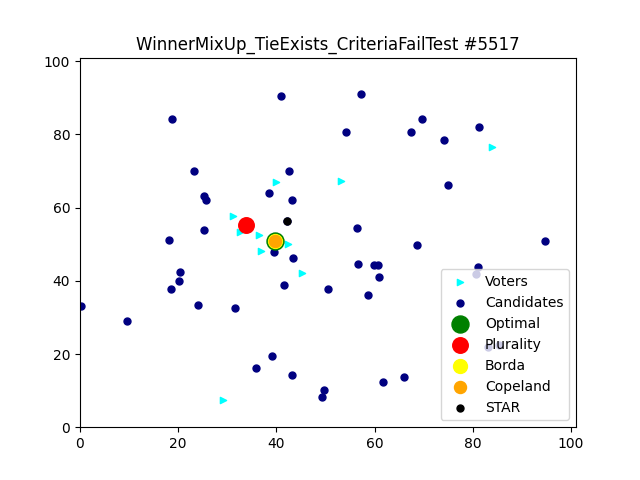 WinnerMixUp_TieExists_CriteriaFailTest #5517
100
80
60
40
20
0
0
20
40
60
80
100
Voters
Candidates
Optimal
Plurality
Borda
Copeland
STAR